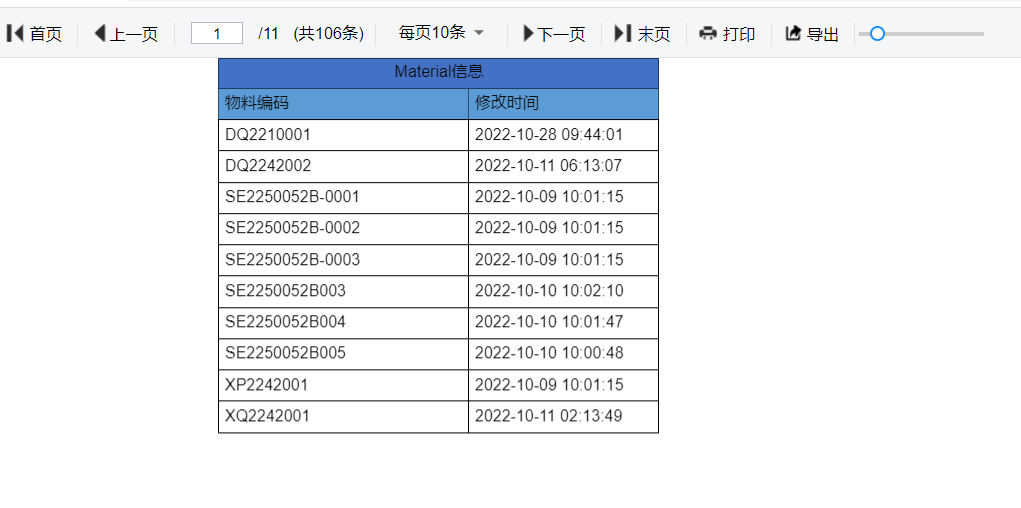 首页 上一页 1 /11 (共106条) 每页10条 下一页 末页 打印 导出
Material信息
物料编码 修改时间
DQ2210001 2022-10-28 09:44:01
DQ2242002 2022-10-11 06:13:07
SE2250052B-0001 2022-10-09 10:01:15
SE2250052B-0002 2022-10-09 10:01:15
SE2250052B-0003 2022-10-09 10:01:15
SE2250052B003 2022-10-10 10:02:10
SE2250052B004 2022-10-10 10:01:47
SE2250052B005 2022-10-10 10:00:48
XP2242001 2022-10-09 10:01:15
XQ2242001 2022-10-11 02:13:49